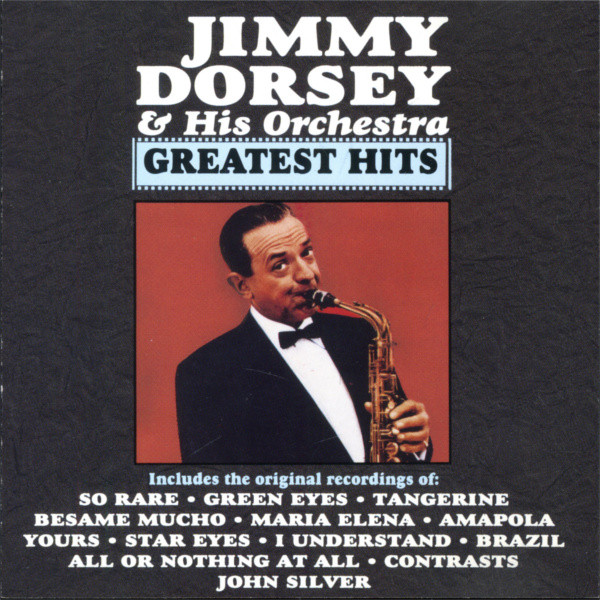 JIMMY
DORSEY
& His Orchestra
GREATEST HITS
Includes the original recordings of:
SO RARE • GREEN EYES • TANGERINE
BESAME MUCHO • MARIA ELENA • AMAPOLA
YOURS • STAR EYES • I UNDERSTAND • BRAZIL
ALL OR NOTHING AT ALL • CONTRASTS
JOHN SILVER